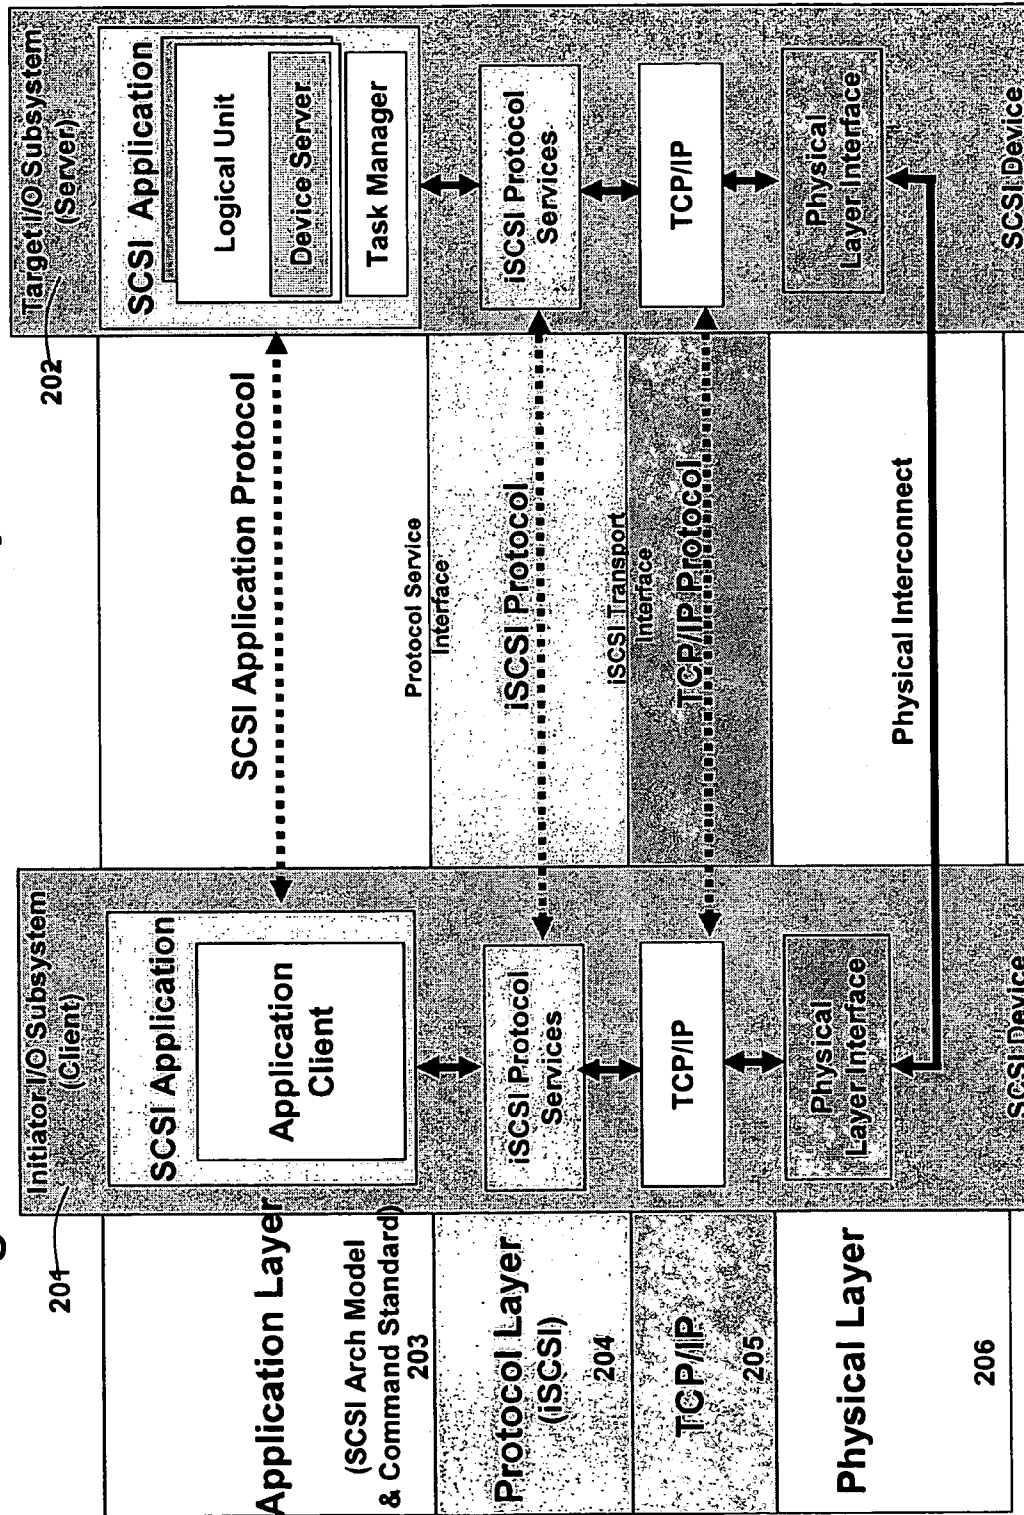 201
Initiator I/O Subsystem
(Client)
202
Target I/O Subsystem
(Server)
Application Layer
(SCSI Arch Model
& Command Standard)
203
SCSI Application
Application
Client
SCSI Application Protocol
SCSI Application
Logical Unit
Device Server
Task Manager
Protocol Service
Interface
Protocol Layer
(iSCSI)
204
iSCSI Protocol
Services
iSCSI Protocol
iSCSI Protocol
Services
iSCSI Transport
Interface
TCP/IP
205
TCP/IP
TCP/IP Protocol
TCP/IP
Physical Layer
206
Physical
Layer Interface
Physical Interconnect
Physical
Layer Interface
SCSI Device
SCSI Device